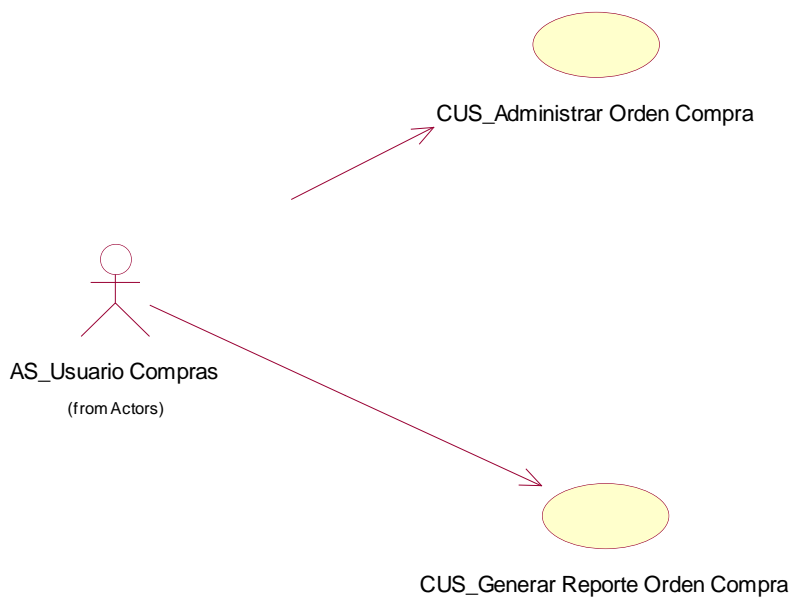 CUS_Administrar Orden Compra
AS_Usuario Compras
(from Actors)
CUS_Generar Reporte Orden Compra